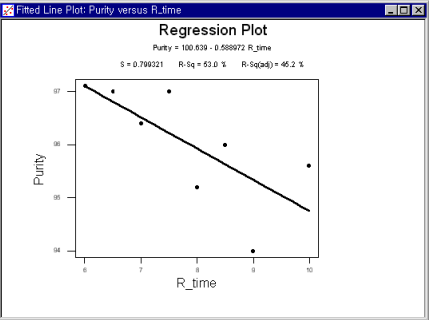 Fitted Line Plot: Purity versus R_time
Regression Plot
Purity = 100.639 - 0.588972 R_time
S = 0.799321 R-Sq = 53.0 % R-Sq(adj) = 45.2 %
97
96
95
94
Purity
6 7 8 9 10
R_time